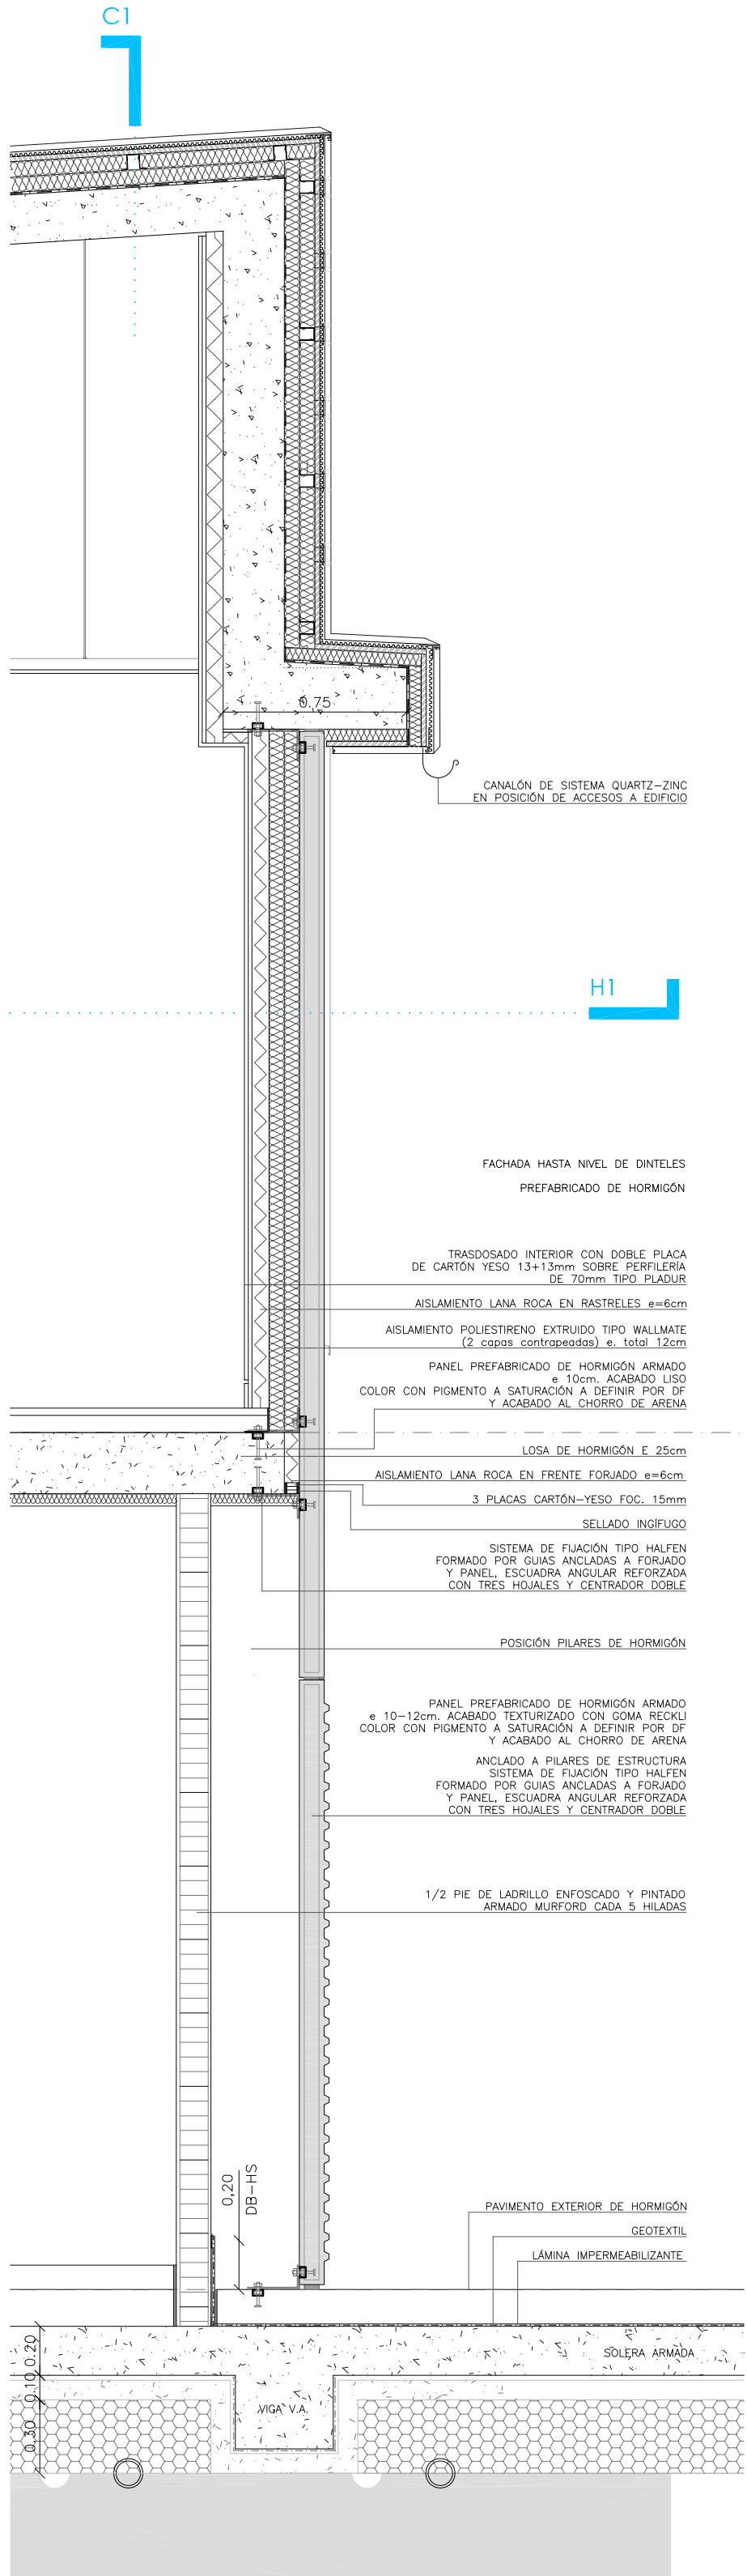 C1
0.75
CANALÓN DE SISTEMA QUARTZ-ZINC
EN POSICIÓN DE ACCESOS A EDIFICIO
H1
FACHADA HASTA NIVEL DE DINTELES
PREFABRICADO DE HORMIGÓN
TRASDOSADO INTERIOR CON DOBLE PLACA
DE CARTÓN YESO 13+13mm SOBRE PERFILERÍA
DE 70mm TIPO PLADUR
AISLAMIENTO LANA ROCA EN RASTRELES e=6cm
AISLAMIENTO POLIESTIRENO EXTRUIDO TIPO WALLMATE
(2 capas contrapeadas) e. total 12cm
PANEL PREFABRICADO DE HORMIGÓN ARMADO
e 10cm. ACABADO LISO
COLOR CON PIGMENTO A SATURACIÓN A DEFINIR POR DF
Y ACABADO AL CHORRO DE ARENA
LOSA DE HORMIGÓN E 25cm
AISLAMIENTO LANA ROCA EN FRENTE FORJADO e=6cm
3 PLACAS CARTÓN-YESO FOC. 15mm
SELLADO INGÍFUGO
SISTEMA DE FIJACIÓN TIPO HALFEN
FORMADO POR GUIAS ANCLADAS A FORJADO
Y PANEL, ESCUADRA ANGULAR REFORZADA
CON TRES HOJALES Y CENTRADOR DOBLE
POSICIÓN PILARES DE HORMIGÓN
PANEL PREFABRICADO DE HORMIGÓN ARMADO
e 10-12cm. ACABADO TEXTURIZADO CON GOMA RECKLI
COLOR CON PIGMENTO A SATURACIÓN A DEFINIR POR DF
Y ACABADO AL CHORRO DE ARENA
ANCLADO A PILARES DE ESTRUCTURA
SISTEMA DE FIJACIÓN TIPO HALFEN
FORMADO POR GUIAS ANCLADAS A FORJADO
Y PANEL, ESCUADRA ANGULAR REFORZADA
CON TRES HOJALES Y CENTRADOR DOBLE
1/2 PIE DE LADRILLO ENFOSCADO Y PINTADO
ARMADO MURFORD CADA 5 HILADAS
0,20
DB-HS
PAVIMENTO EXTERIOR DE HORMIGÓN
GEOTEXTIL
LÁMINA IMPERMEABILIZANTE
0.20
SOLERA ARMADA
0.10
VIGA V.A.
0.30